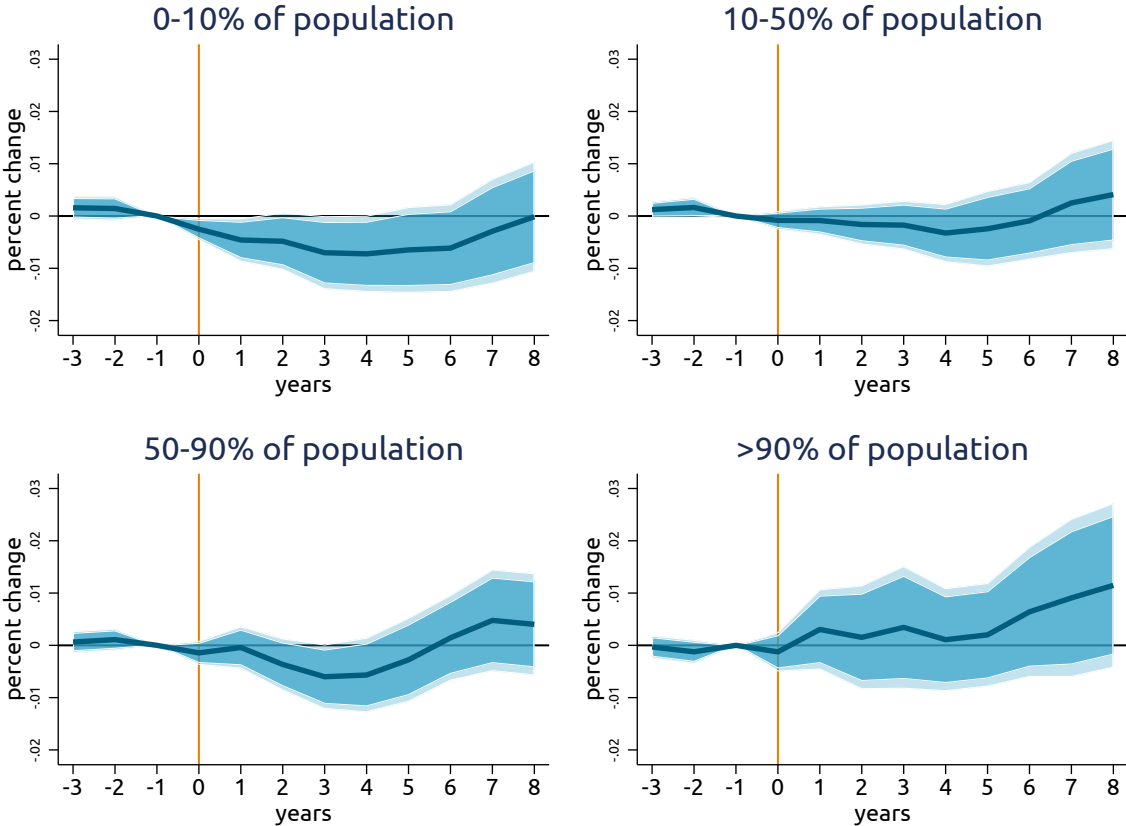 0-10% of population
percent change
.03
.02
.01
0
-.01
-.02
-3 -2 -1 0 1 2 3 4 5 6 7 8
years
10-50% of population
percent change
.03
.02
.01
0
-.01
-.02
-3 -2 -1 0 1 2 3 4 5 6 7 8
years
50-90% of population
percent change
.03
.02
.01
0
-.01
-.02
-3 -2 -1 0 1 2 3 4 5 6 7 8
years
>90% of population
percent change
.03
.02
.01
0
-.01
-.02
-3 -2 -1 0 1 2 3 4 5 6 7 8
years